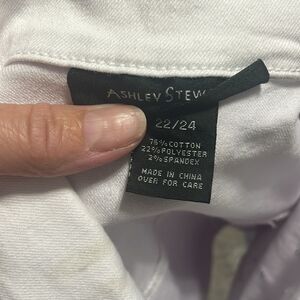 ASHLEY STEW
22/24
76% COTTON
22% POLYESTER
2% SPANDEX
MADE IN CHINA
OVER FOR CARE